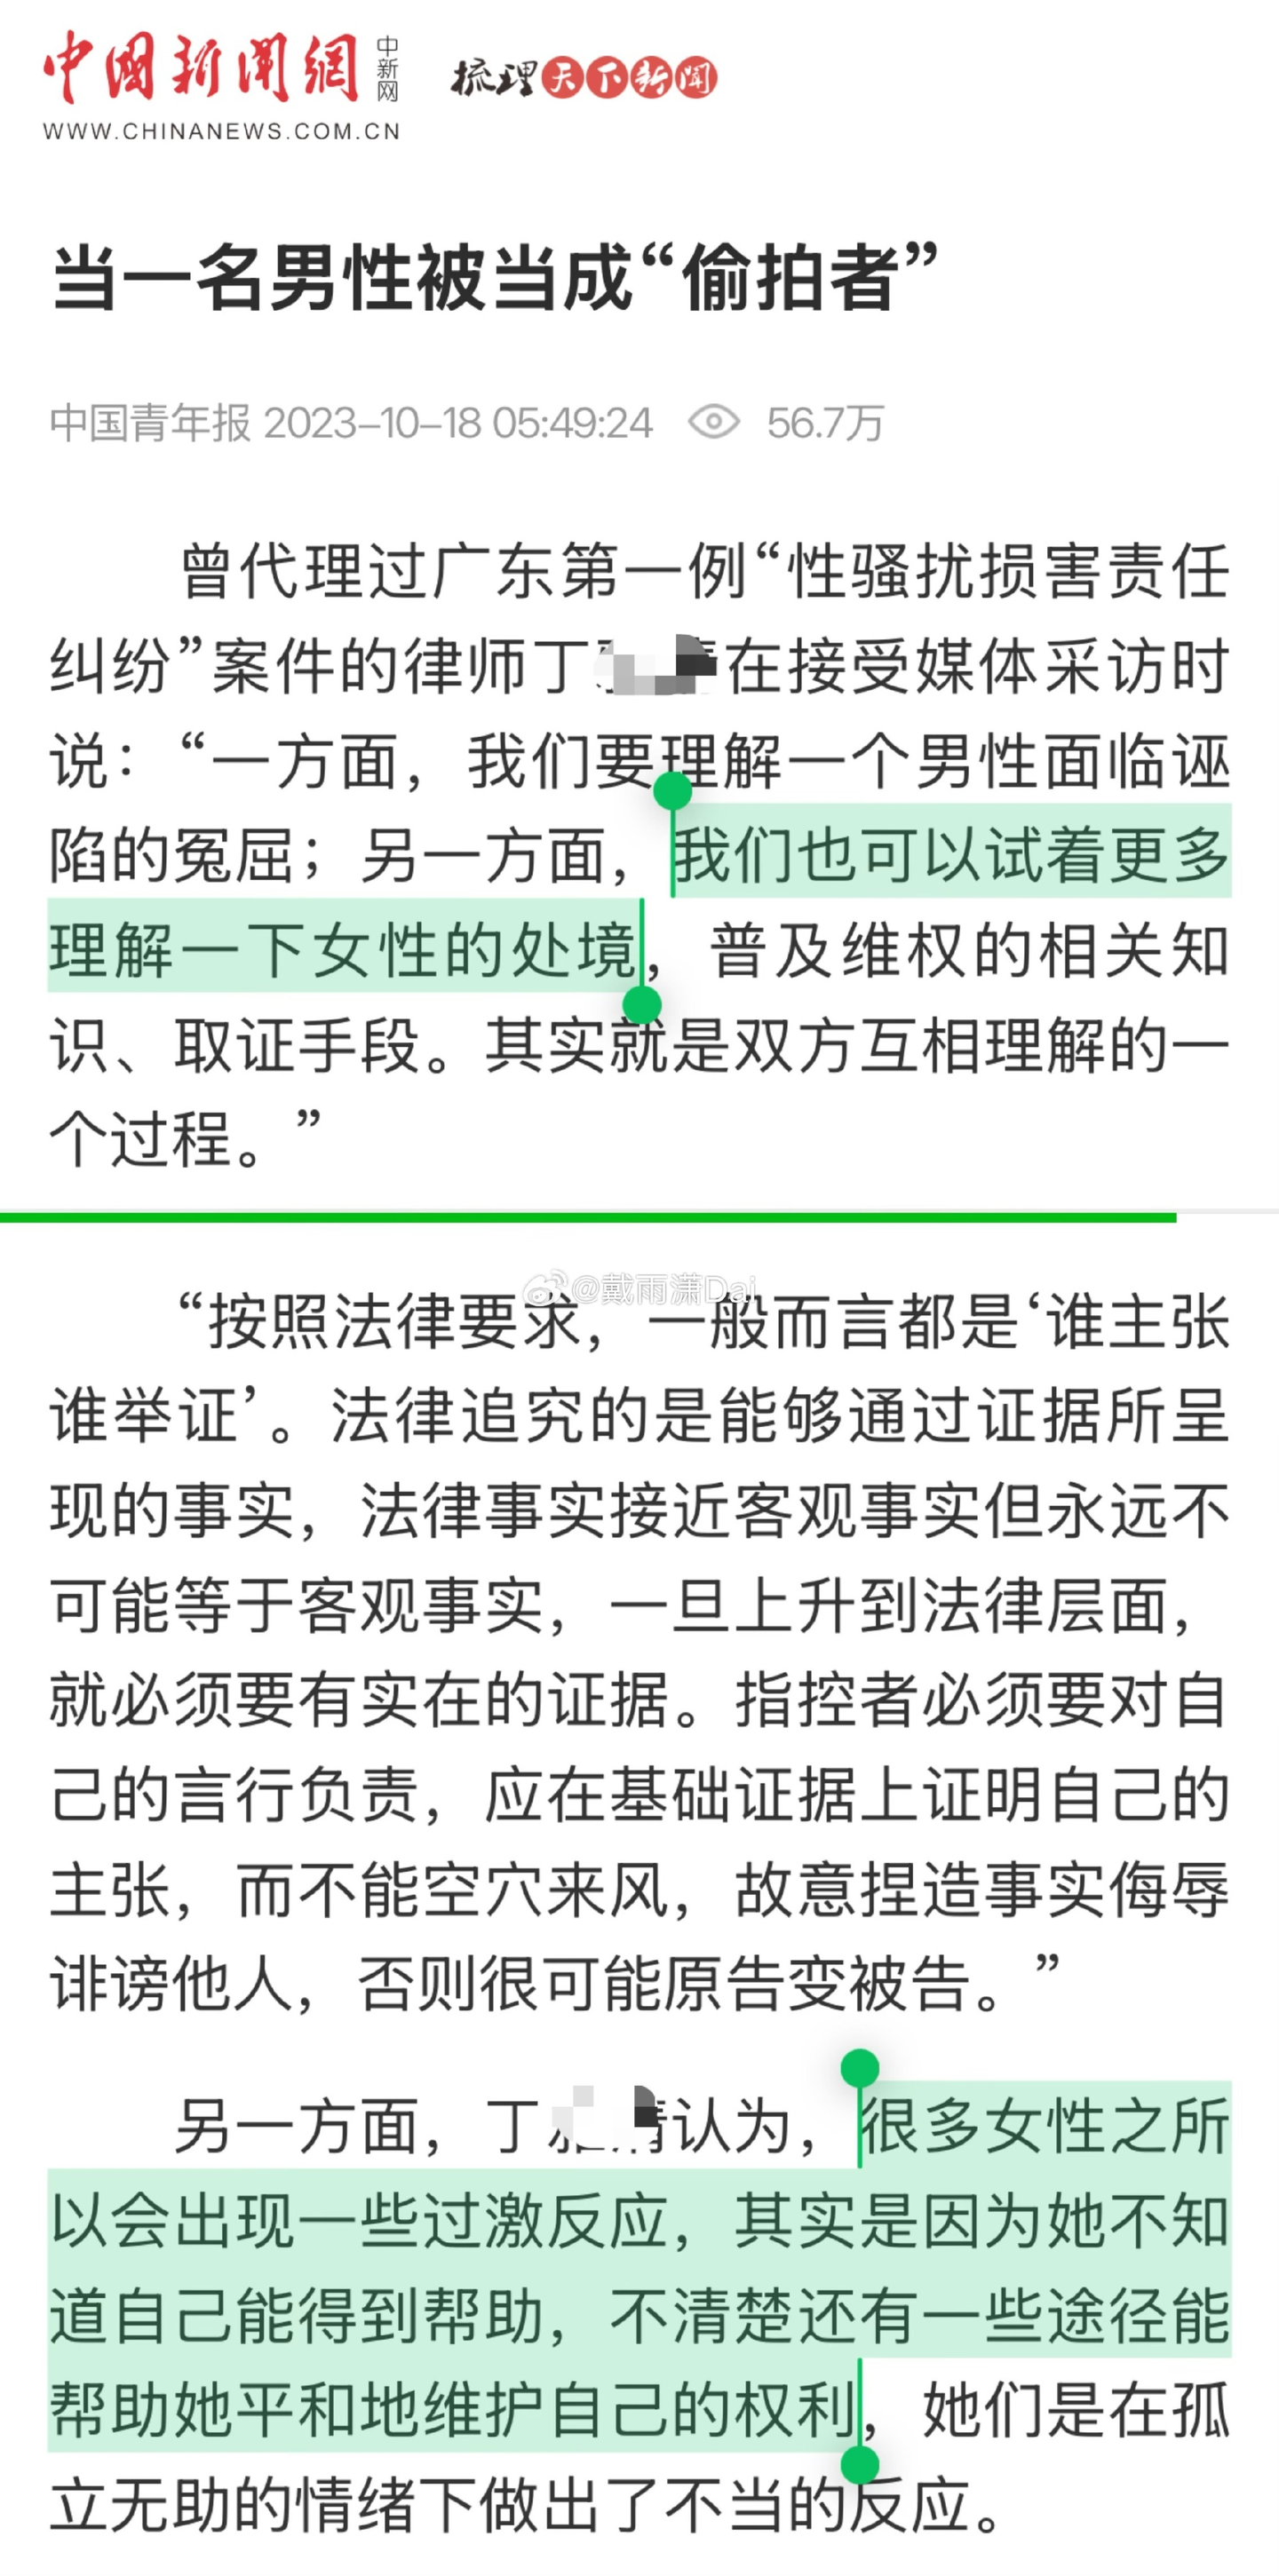 中国新闻網
中新网
梳理天下新闻
WWW.CHINANEWS.COM.CN
当一名男性被当成“偷拍者”
中国青年报 2023-10-18 05:49:24 56.7万
曾代理过广东第一例“性骚扰损害责任
纠纷”案件的律师丁 在接受媒体采访时
说：“一方面，我们要理解一个男性面临诬
陷的冤屈；另一方面，我们也可以试着更多
理解一下女性的处境，普及维权的相关知
识、取证手段。其实就是双方互相理解的一
个过程。”
@戴雨潇Dai
“按照法律要求，一般而言都是‘谁主张
谁举证’。法律追究的是能够通过证据所呈
现的事实，法律事实接近客观事实但永远不
可能等于客观事实，一旦上升到法律层面，
就必须要有实在的证据。指控者必须要对自
己的言行负责，应在基础证据上证明自己的
主张，而不能空穴来风，故意捏造事实侮辱
诽谤他人，否则很可能原告变被告。”
另一方面，丁 认为，很多女性之所
以会出现一些过激反应，其实是因为她不知
道自己能得到帮助，不清楚还有一些途径能
帮助她平和地维护自己的权利，她们是在孤
立无助的情绪下做出了不当的反应。